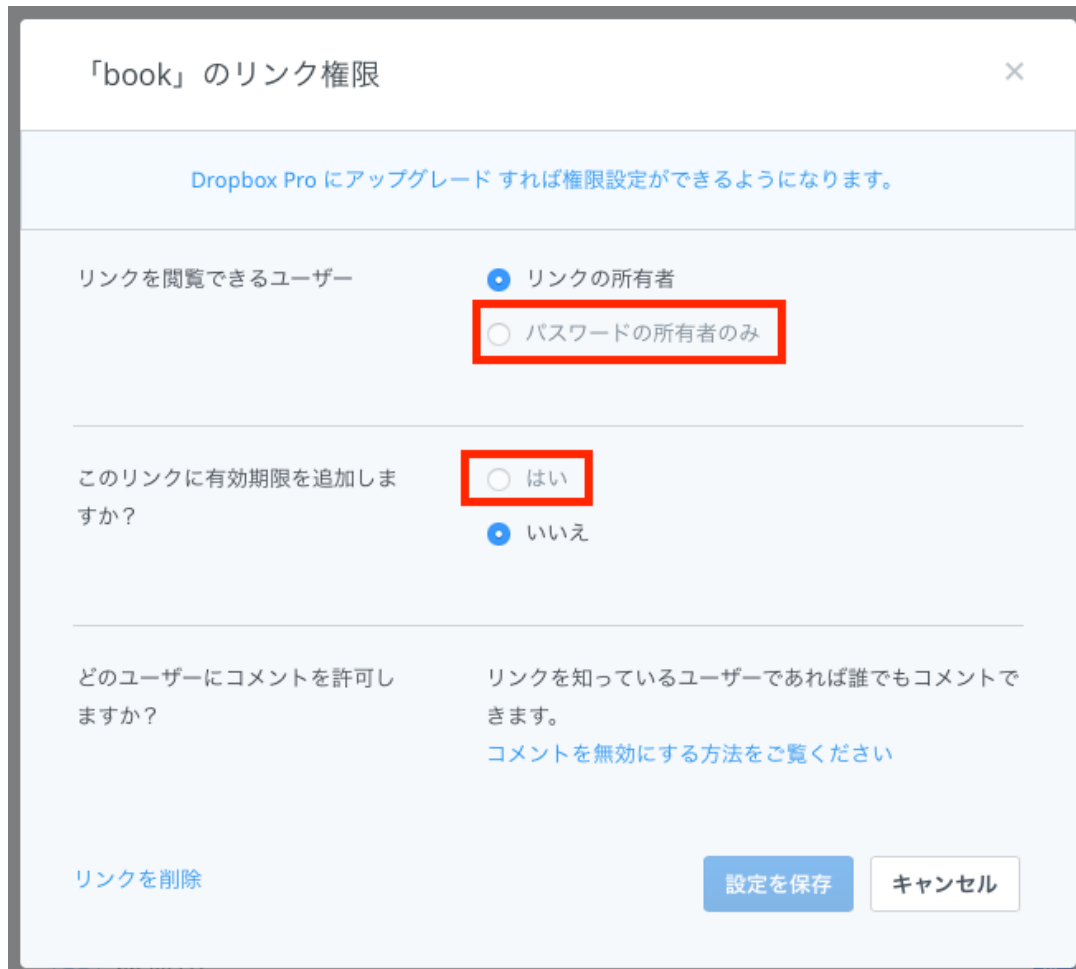 「book」のリンク権限
Dropbox Pro にアップグレード すれば権限設定ができるようになります。
リンクを閲覧できるユーザー
リンクの所有者
パスワードの所有者のみ
このリンクに有効期限を追加しま
すか？
はい
いいえ
どのユーザーにコメントを許可し
ますか？
リンクを知っているユーザーであれば誰でもコメントで
きます。
コメントを無効にする方法をご覧ください
リンクを削除
設定を保存
キャンセル